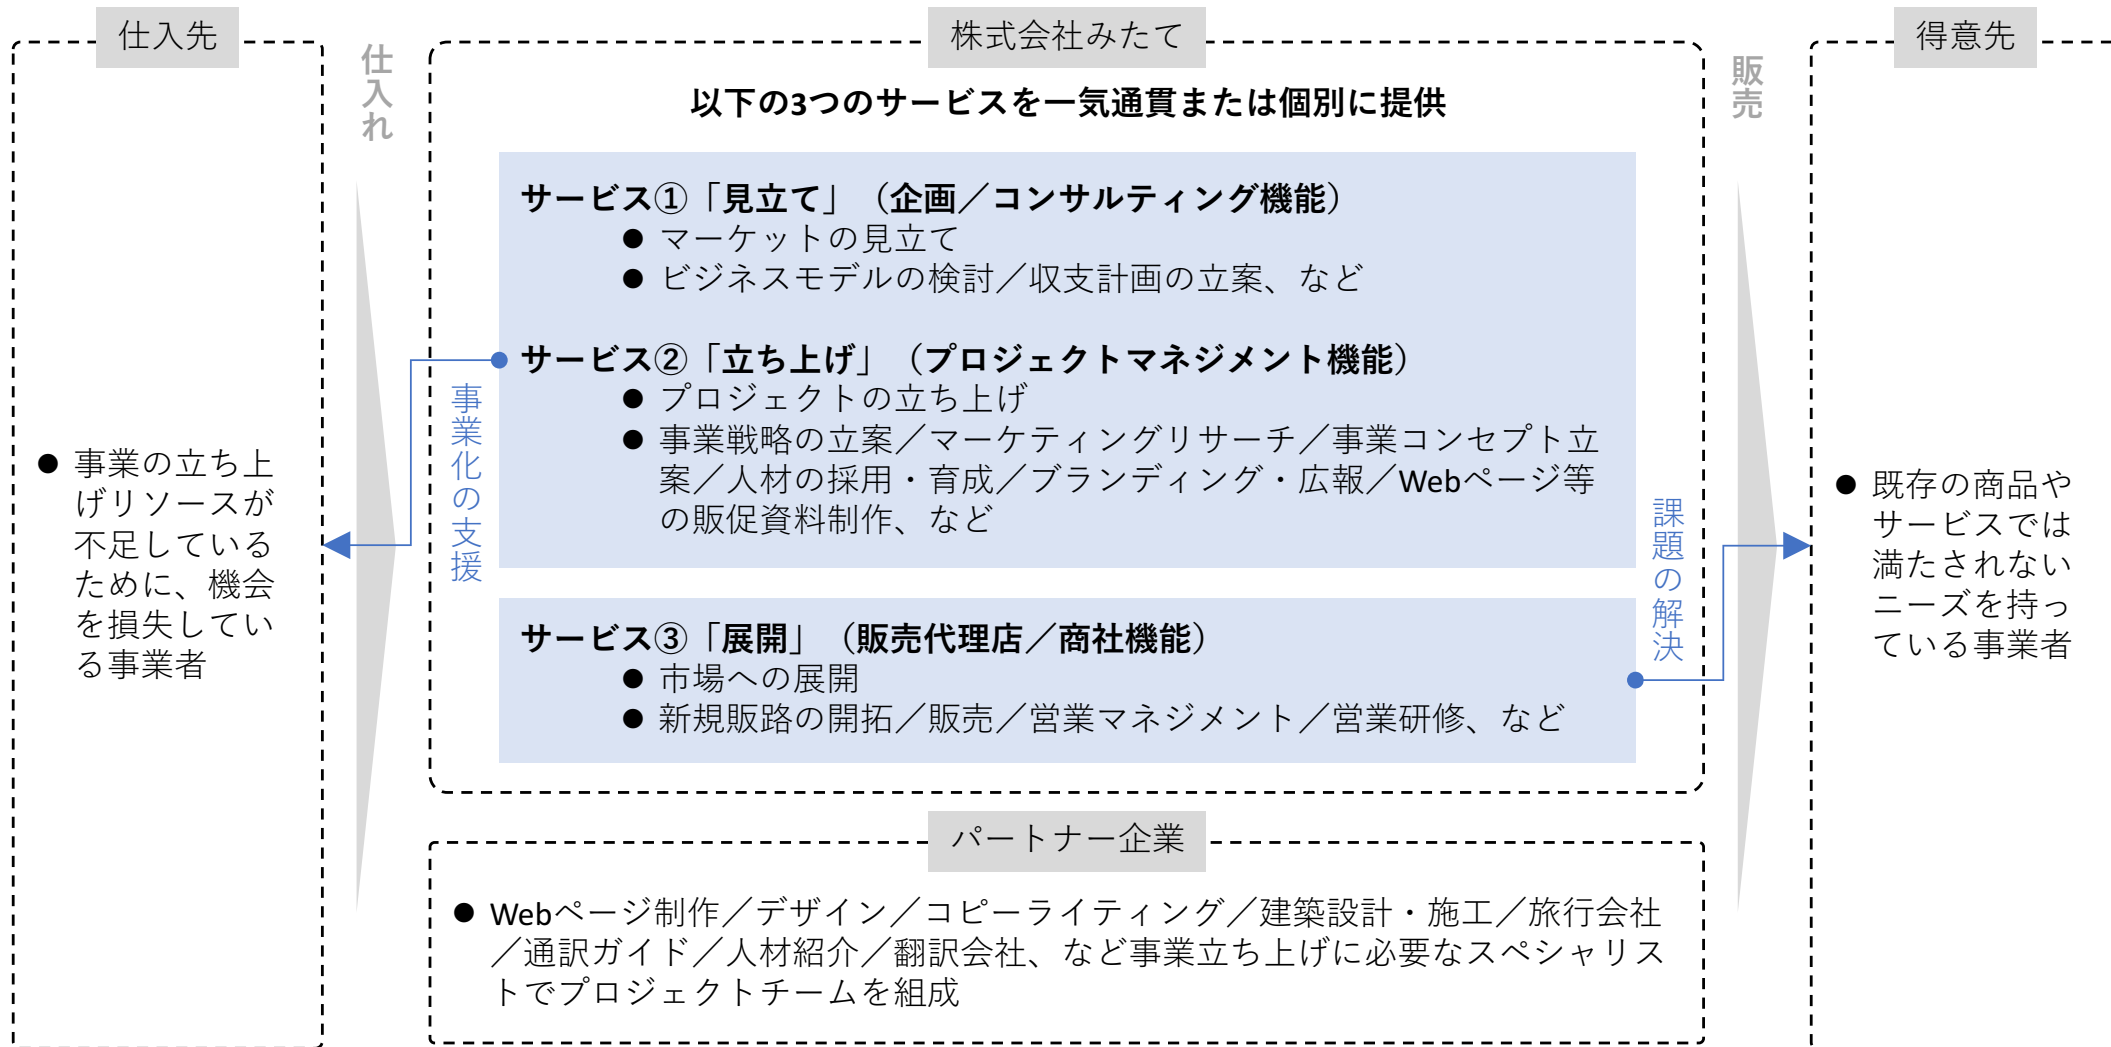 仕入先
● 事業の立ち上
げリソースが
不足している
ために、機会
を損失してい
る事業者
仕入れ
株式会社みたて
以下の3つのサービスを一気通貫または個別に提供
サービス①「見立て」（企画／コンサルティング機能）
● マーケットの見立て
● ビジネスモデルの検討／収支計画の立案、など
サービス②「立ち上げ」（プロジェクトマネジメント機能）
● プロジェクトの立ち上げ
● 事業戦略の立案／マーケティングリサーチ／事業コンセプト立
案／人材の採用・育成／ブランディング・広報／Webページ等
の販促資料制作、など
事業化の支援
サービス③「展開」（販売代理店／商社機能）
● 市場への展開
● 新規販路の開拓／販売／営業マネジメント／営業研修、など
課題の解決
パートナー企業
● Webページ制作／デザイン／コピーライティング／建築設計・施工／旅行会社
／通訳ガイド／人材紹介／翻訳会社、など事業立ち上げに必要なスペシャリス
トでプロジェクトチームを組成
販売
得意先
● 既存の商品や
サービスでは
満たされない
ニーズを持っ
ている事業者